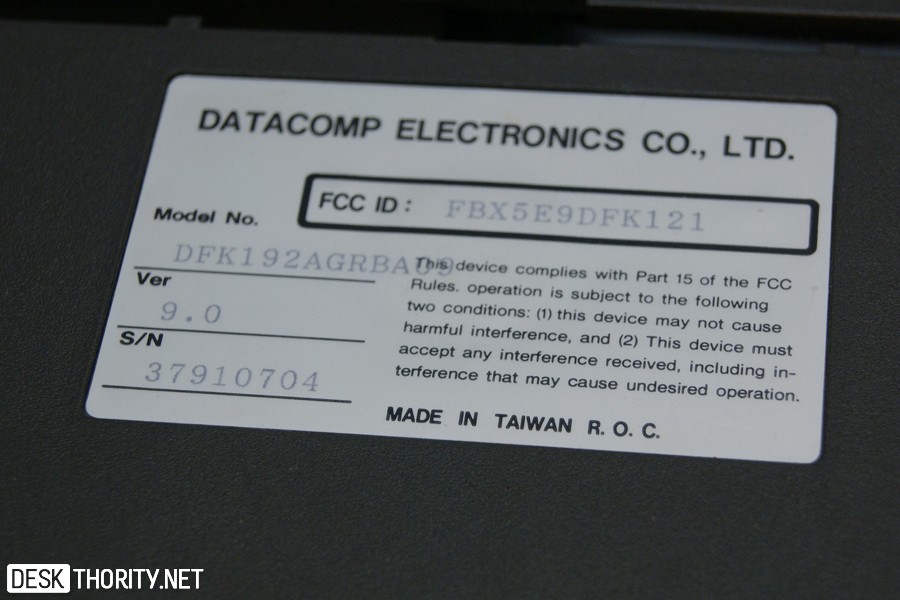 DATACOMP ELECTRONICS CO., LTD.
FCC ID: FBX5E9DFK121
Model No.
DFK192AGRBA09
Ver
9.0
S/N
37910704
This device complies with Part 15 of the FCC
Rules. operation is subject to the following
two conditions: (1) this device may not cause
harmful interference, and (2) This device must
accept any interference received, including in-
terference that may cause undesired operation.
MADE IN TAIWAN R. O. C.
DESKTHORITY.NET